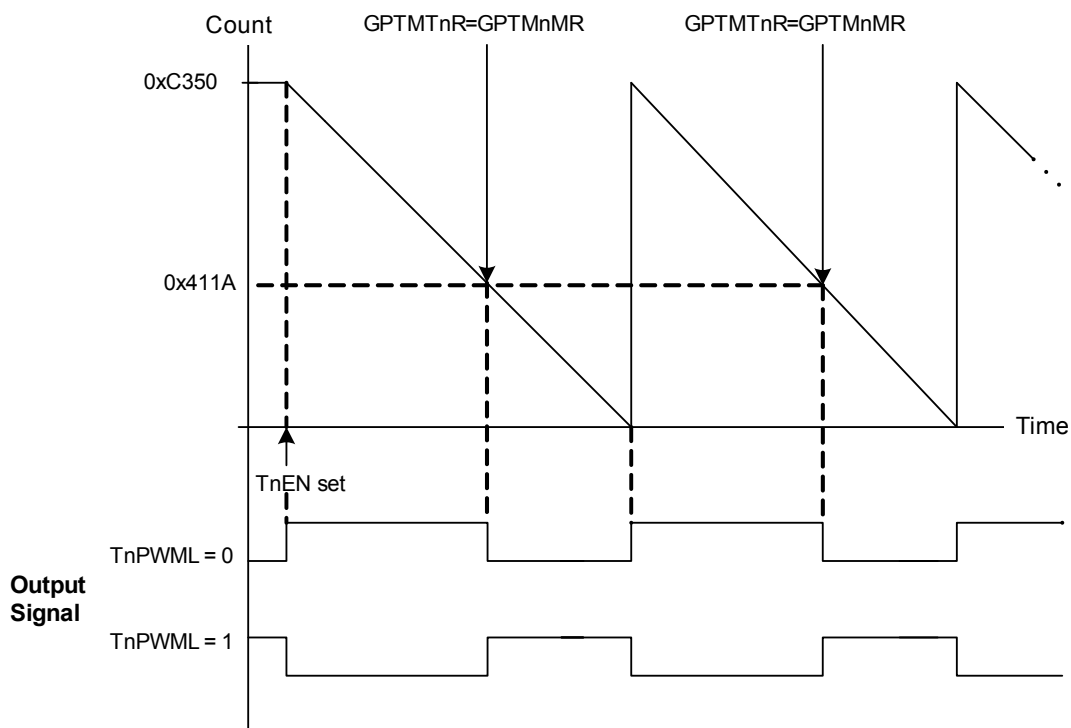 Count
GPTMTnR=GPTMnMR
GPTMTnR=GPTMnMR
0xC350
0x411A
Time
TnEN set
TnPWML = 0
Output
Signal
TnPWML = 1